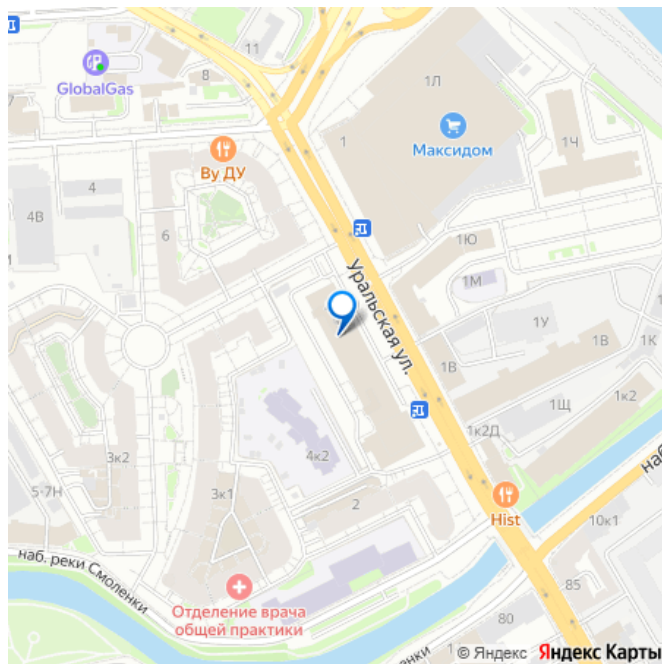 11
GlobalGas
8
1Л
7
1
Максидом
1Ч
Ву ДУ
4
4В
6
1Ю
1М
Уральская ул.
1У
1В
1К
1В
1к2
1Щ
1к2Д
4к2
3к2
5-7Н
3к1
2
Hist
10к1
наб.
наб. реки Смоленки
85
Отделение врача
общей практики
80
© Яндекс Яндекс Карты